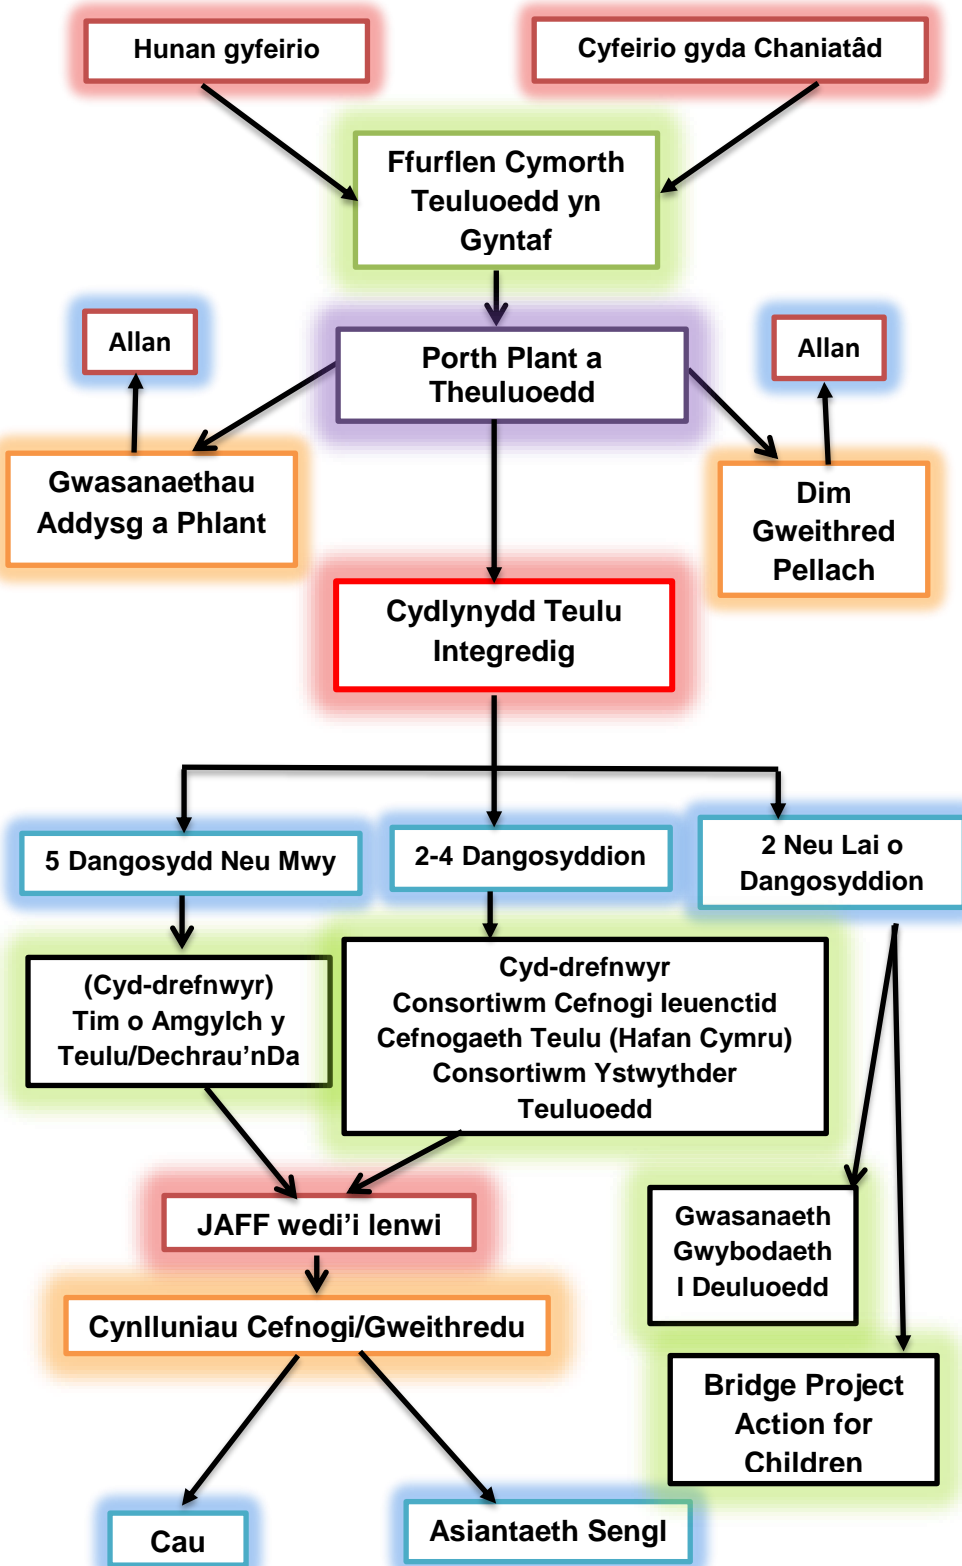 Hunan gyfeirio
Cyfeirio gyda Chaniatâd
Ffurflen Cymorth
Teuluoedd yn
Gyntaf
Allan
Porth Plant a
Theuluoedd
Allan
Gwasanaethau
Addysg a Phlant
Dim
Gweithred
Pellach
Cydlynydd Teulu
Integredig
5 Dangosydd Neu Mwy
2-4 Dangosyddion
2 Neu Lai o
Dangosyddion
(Cyd-drefnwyr)
Tim o Amgylch y
Teulu/Dechrau’nDa
Cyd-drefnwyr
Consortiwm Cefnogi Ieuenctid
Cefnogaeth Teulu (Hafan Cymru)
Consortiwm Ystwythder
Teuluoedd
JAFF wedi’i lenwi
Gwasanaeth
Gwybodaeth
I Deuluoedd
Cynlluniau Cefnogi/Gweithredu
Bridge Project
Action for
Children
Cau
Asiantaeth Sengl